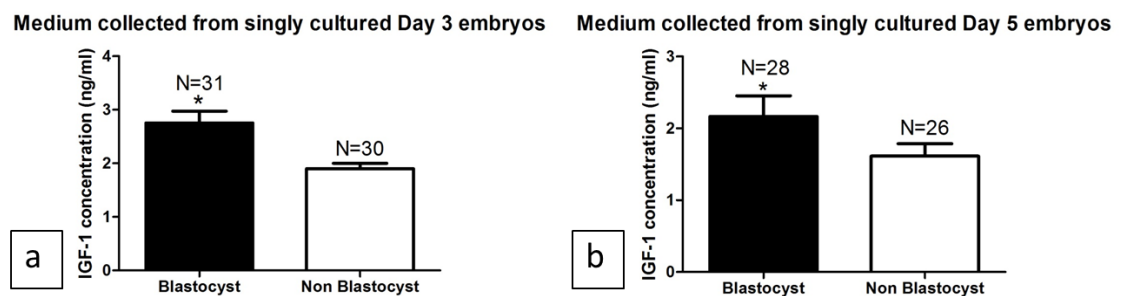 Medium collected from singly cultured Day 3 embryos
IGF-1 concentration (ng/ml)
4
3
2
1
0
N=31
*
N=30
Blastocyst
Non Blastocyst
a
Medium collected from singly cultured Day 5 embryos
IGF-1 concentration (ng/ml)
3
2
1
0
N=28
*
N=26
Blastocyst
Non Blastocyst
b